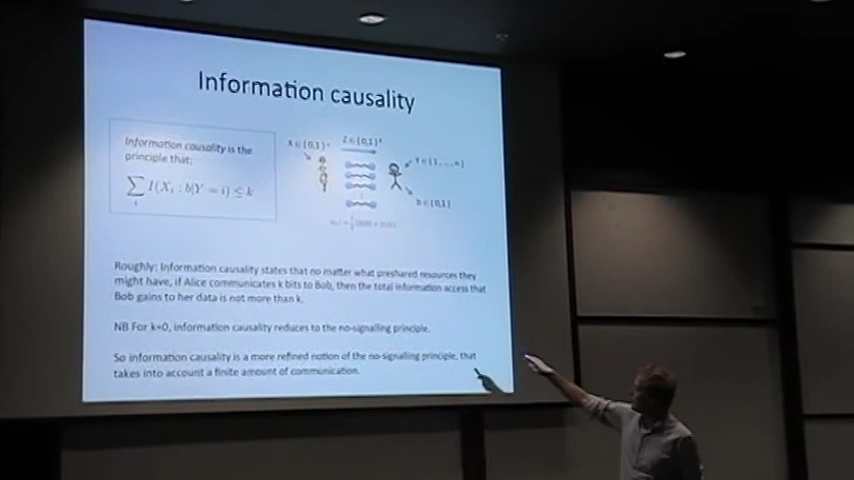 Information causality
Information causality is the
principle that:
∑ I(Xᵢ : b|Y = i) ≤ k
i
X ∈ {0,1}ⁿ
Z ∈ {0,1}ᵏ
Y ∈ {1,...,n}
b ∈ {0,1}
Roughly: Information causality states that no matter what preshared resources they
might have, if Alice communicates k bits to Bob, then the total information access that
Bob gains to her data is not more than k.
NB For k=0, information causality reduces to the no-signalling principle.
So information causality is a more refined notion of the no-signalling principle, that
takes into account a finite amount of communication.